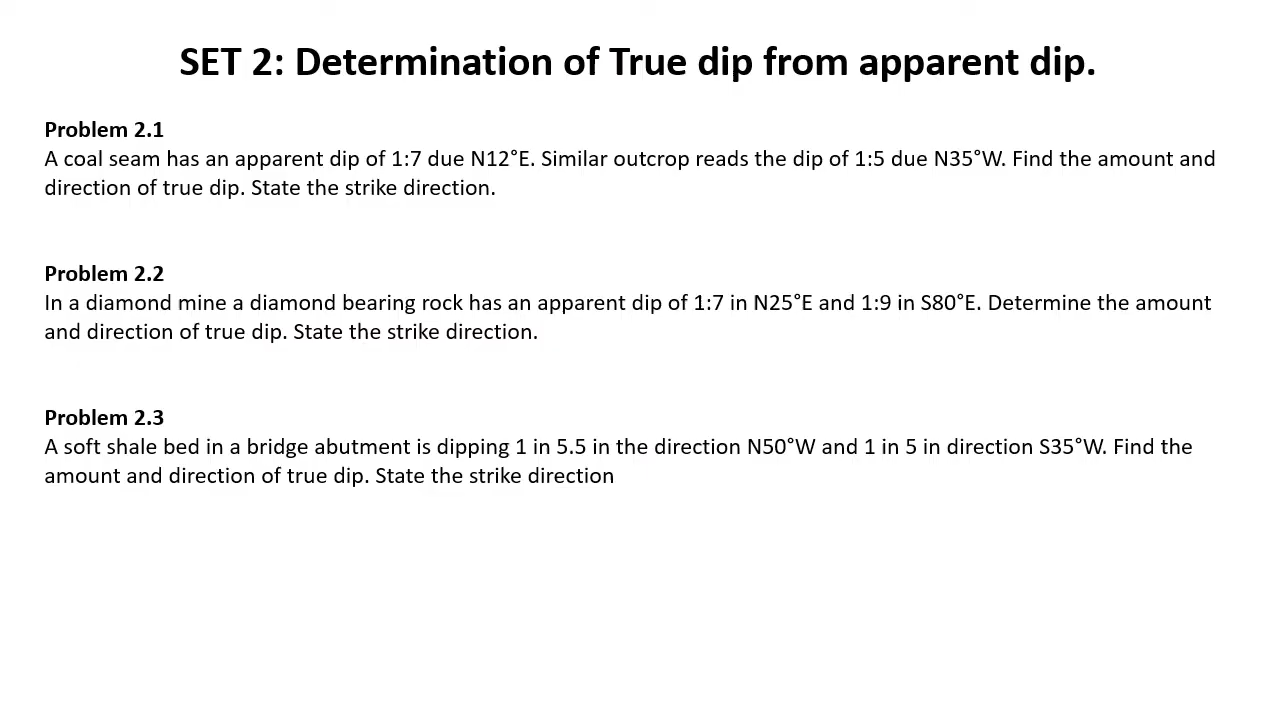 SET 2: Determination of True dip from apparent dip.
Problem 2.1
A coal seam has an apparent dip of 1:7 due N12°E. Similar outcrop reads the dip of 1:5 due N35°W. Find the amount and
direction of true dip. State the strike direction.
Problem 2.2
In a diamond mine a diamond bearing rock has an apparent dip of 1:7 in N25°E and 1:9 in S80°E. Determine the amount
and direction of true dip. State the strike direction.
Problem 2.3
A soft shale bed in a bridge abutment is dipping 1 in 5.5 in the direction N50°W and 1 in 5 in direction S35°W. Find the
amount and direction of true dip. State the strike direction